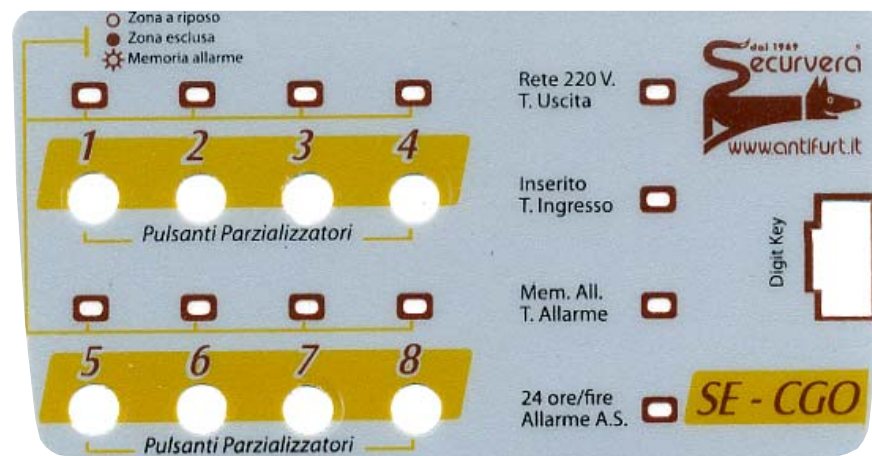 Zona a riposo
Zona esclusa
Memoria allarme
1 2 3 4
Pulsanti Parzializzatori
5 6 7 8
Pulsanti Parzializzatori
Rete 220 V.
T. Uscita
Inserito
T. Ingresso
Mem. All.
T. Allarme
24 ore/fire
Allarme A.S.
dal 1969
Securvera
www.antifurt.it
Digit Key
SE - CGO